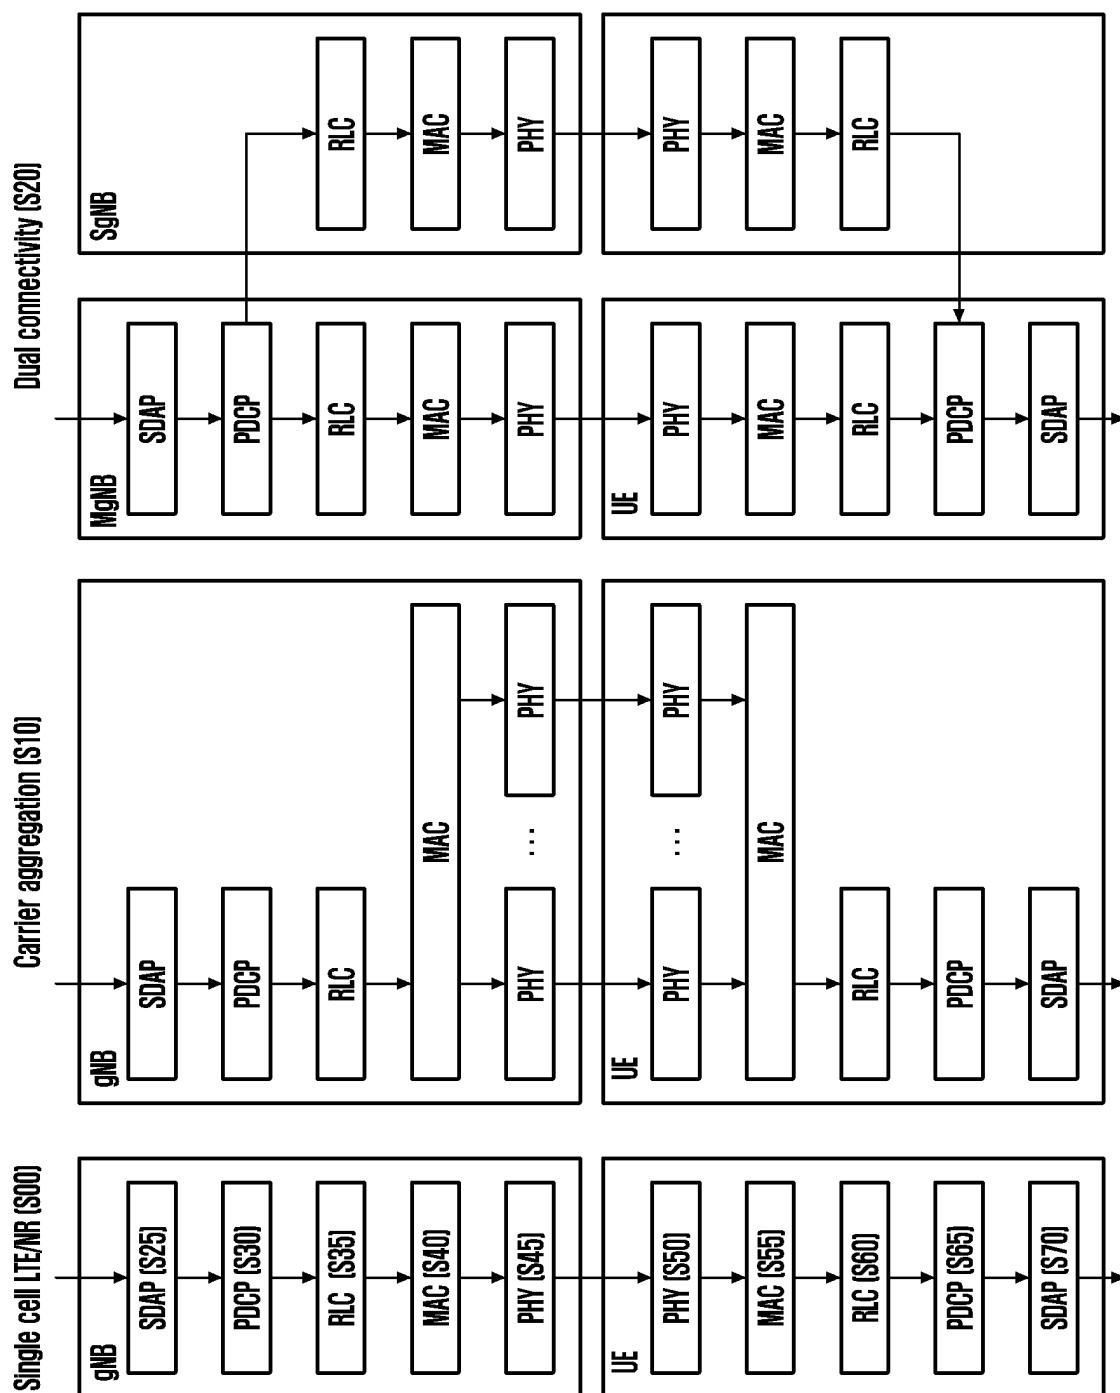 Single cell LTE/NR (S00)
gNB
SDAP (S25)
PDCP (S30)
RLC (S35)
MAC (S40)
PHY (S45)
UE
PHY (S50)
MAC (S55)
RLC (S60)
PDCP (S65)
SDAP (S70)
Carrier aggregation (S10)
gNB
SDAP
PDCP
RLC
MAC
PHY
...
PHY
UE
PHY
...
PHY
MAC
RLC
PDCP
SDAP
Dual connectivity (S20)
MgNB
SDAP
PDCP
RLC
MAC
PHY
SgNB
RLC
MAC
PHY
UE
PHY
MAC
RLC
PDCP
SDAP
PHY
MAC
RLC